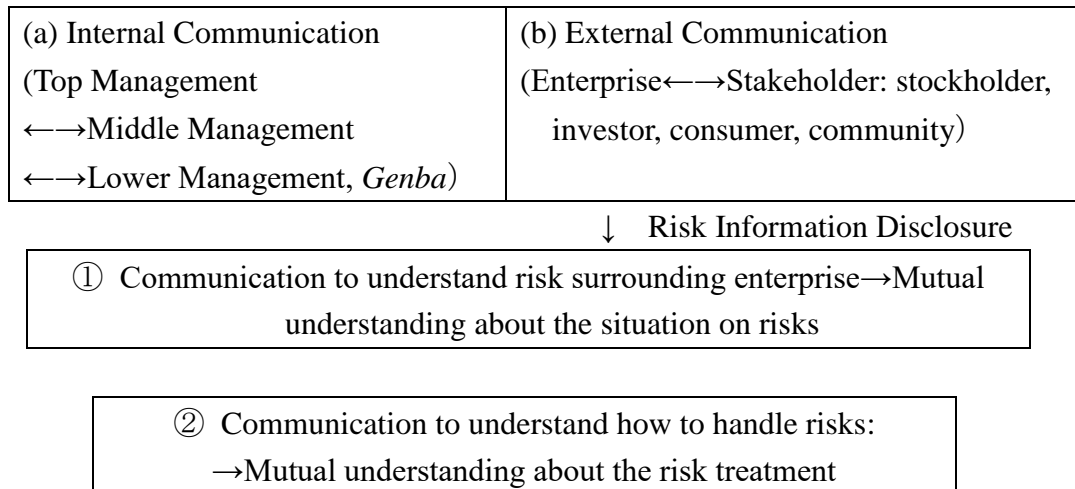 (a) Internal Communication
(Top Management
←→Middle Management
←→Lower Management, Genba）
(b) External Communication
(Enterprise←→Stakeholder: stockholder,
investor, consumer, community）
↓ Risk Information Disclosure
① Communication to understand risk surrounding enterprise→Mutual
understanding about the situation on risks
② Communication to understand how to handle risks:
→Mutual understanding about the risk treatment